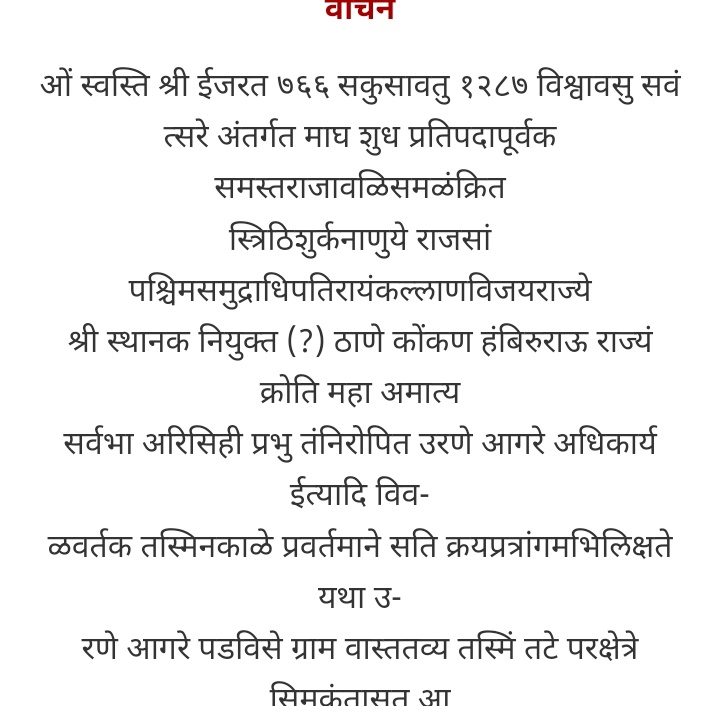 वाचन
ओं स्वस्ति श्री ईजरत ७६६ सकुसावतु १२८७ विश्वावसु सवं
त्सरे अंतर्गत माघ शुध प्रतिपदापूर्वक
समस्तराजावळिसमळंक्रित
स्त्रिठिशुर्कनाणुये राजसां
पश्चिमसमुद्राधिपतिरायंकल्लाणविजयराज्ये
श्री स्थानक नियुक्त (?) ठाणे कोंकण हंबिरुराऊ राज्यं
क्रोति महा अमात्य
सर्वभा अरिसिही प्रभु तंनिरोपित उरणे आगरे अधिकार्य
ईत्यादि विव-
ळवर्तक तस्मिनकाळे प्रवर्तमाने सति क्रयप्रत्रांगमभिलिक्षते
यथा उ-
रणे आगरे पडविसे ग्राम वास्ततव्य तस्मिं तटे परक्षेत्रे
सिमकंतासत आ